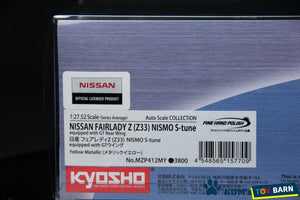 NISSAN
OFFICIAL LICENSED PRODUCT
1:27.52 Scale (Series Average)
Auto Scale COLLECTION
NISSAN FAIRLADY Z (Z33) NISMO S-tune
equipped with GT Rear Wing
日産 フェアレディZ (Z33) NISMO S-tune
equipped with GTウイング
FINE HAND POLISH
Yellow Metallic (メタリックイエロー)
No.MZP412MY ●3800
4 548565 157709
KYOSHO
TOY BARN